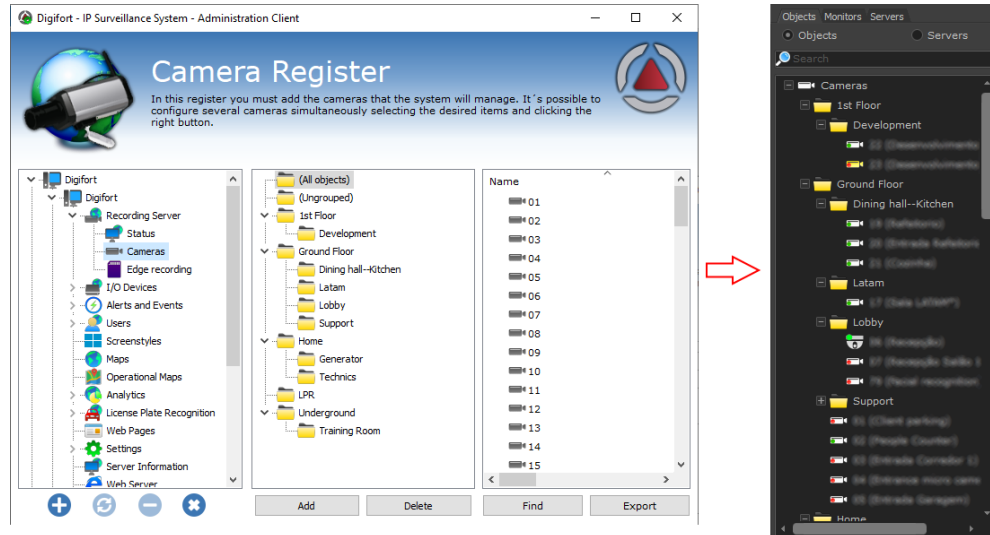 Digifort - IP Surveillance System - Administration Client
Camera Register
In this register you must add the cameras that the system will manage. It´s possible to
configure several cameras simultaneously selecting the desired items and clicking the
right button.
Digifort
Digifort
Recording Server
Status
Cameras
Edge recording
I/O Devices
Alerts and Events
Users
Screenstyles
Maps
Operational Maps
Analytics
License Plate Recognition
Web Pages
Settings
Server Information
Web Server
(All objects)
(Ungrouped)
1st Floor
Development
Ground Floor
Dining hall--Kitchen
Latam
Lobby
Support
Home
Generator
Technics
LPR
Underground
Training Room
Name
01
02
03
04
05
06
07
08
09
10
11
12
13
14
15
Add
Delete
Find
Export
Objects Monitors Servers
Objects Servers
Search
Cameras
1st Floor
Development
Ground Floor
Dining hall--Kitchen
Latam
Lobby
Support
Home